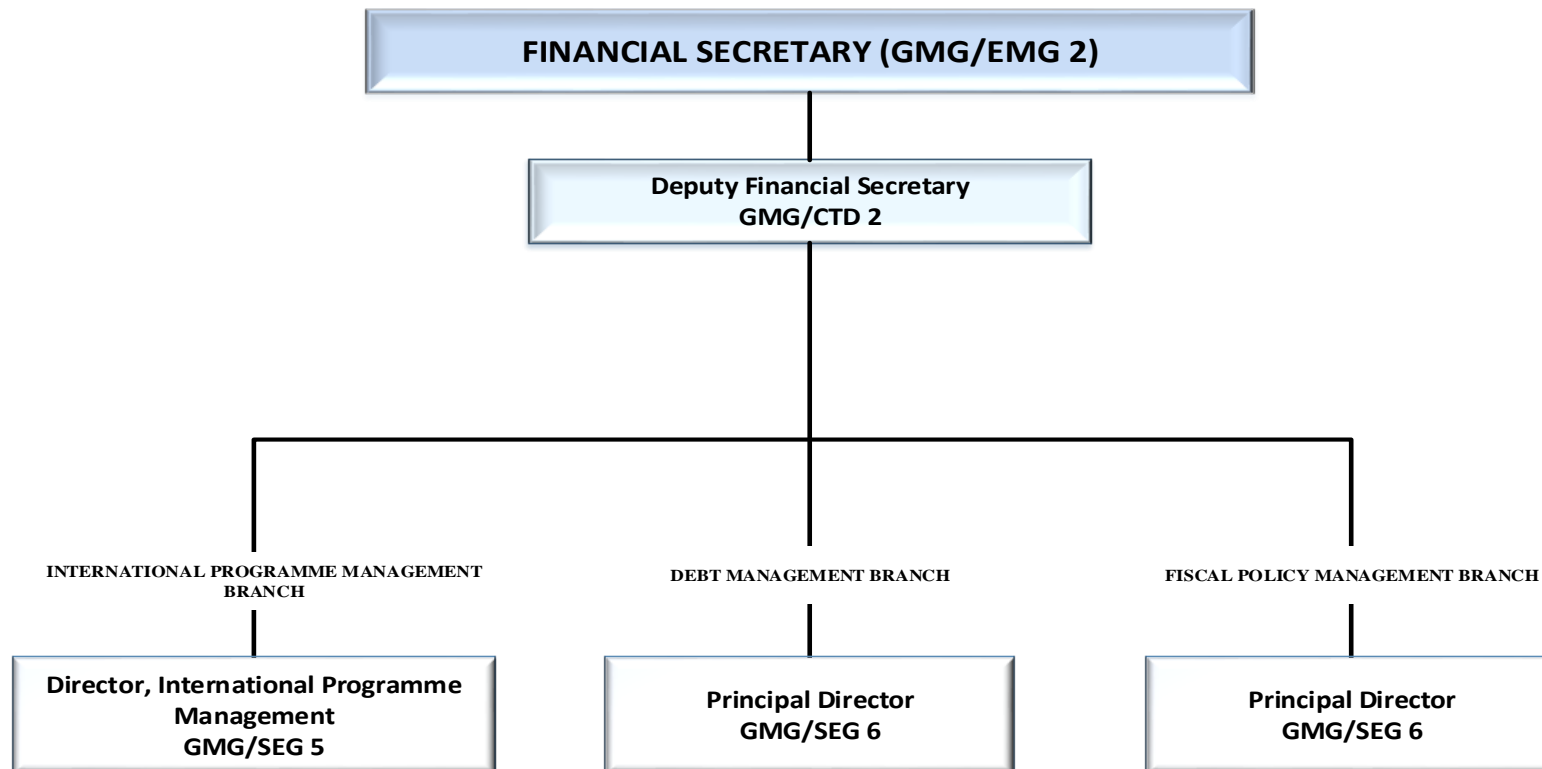 FINANCIAL SECRETARY (GMG/EMG 2)
Deputy Financial Secretary
GMG/CTD 2
INTERNATIONAL PROGRAMME MANAGEMENT
BRANCH
DEBT MANAGEMENT BRANCH
FISCAL POLICY MANAGEMENT BRANCH
Director, International Programme
Management
GMG/SEG 5
Principal Director
GMG/SEG 6
Principal Director
GMG/SEG 6